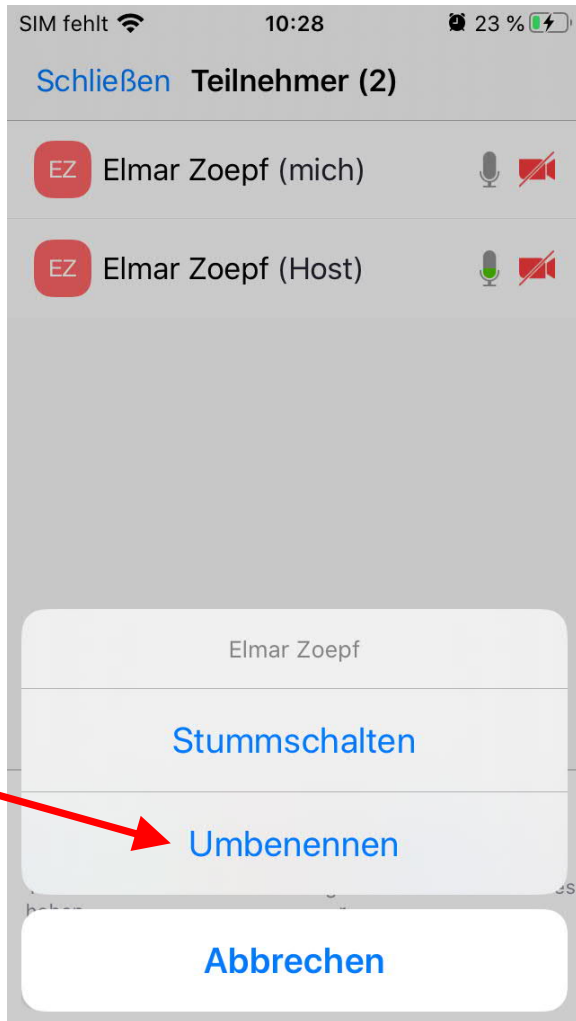 SIM fehlt 10:28 23 %
Schließen Teilnehmer (2)
EZ Elmar Zoepf (mich)
EZ Elmar Zoepf (Host)
Elmar Zoepf
Stummschalten
Umbenennen
Abbrechen